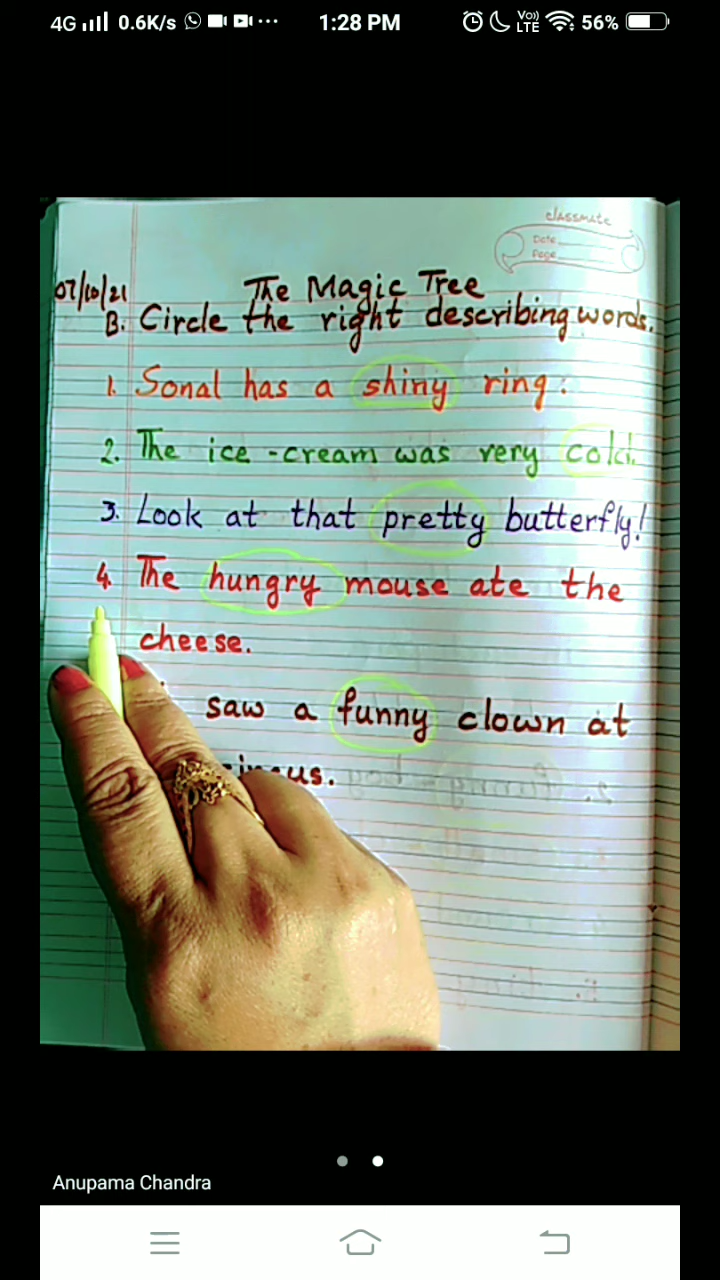 4G 0.6K/s 1:28 PM Vo) LTE 56%
classmate
Date
Page
07/10/21 The Magic Tree
B. Circle the right describing words.
1. Sonal has a shiny ring.
2. The ice-cream was very cold.
3. Look at that pretty butterfly!
4. The hungry mouse ate the
cheese.
saw a funny clown at
Anupama Chandra